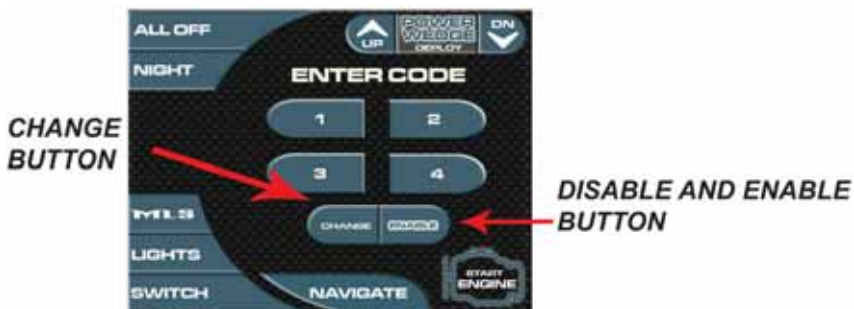 ALL OFF
UP
POWER
WEDGE
DEPLOY
DN
NIGHT
ENTER CODE
1
2
CHANGE
BUTTON
3
4
DISABLE AND ENABLE
BUTTON
MLS
CHANGE
ENABLE
LIGHTS
START
ENGINE
SWITCH
NAVIGATE